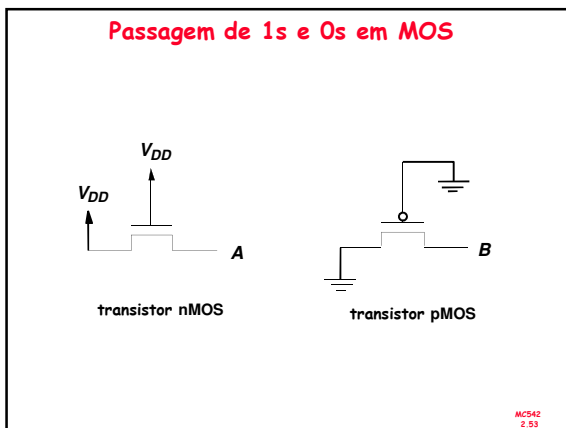 Passagem de 1s e 0s em MOS
VDD
VDD
A
B
transistor nMOS
transistor pMOS
MC542
2.53